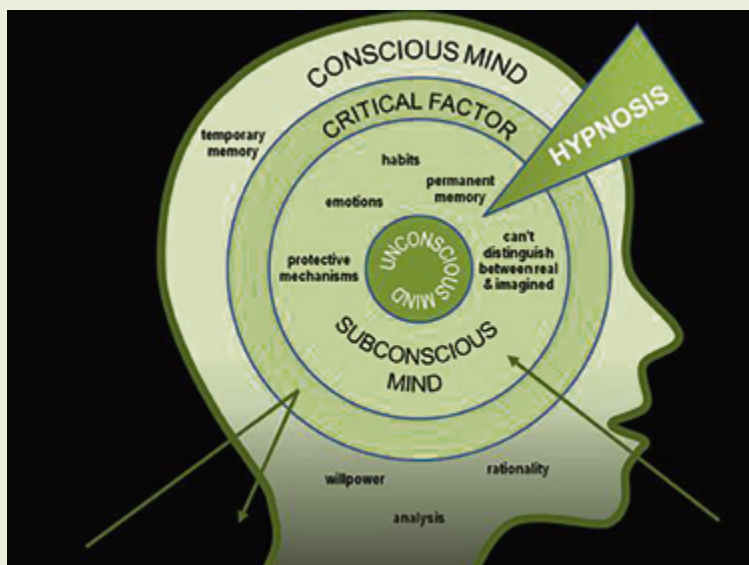 CONSCIOUS MIND
CRITICAL FACTOR
HYPNOSIS
temporary
memory
habits
permanent
memory
emotions
can't
distinguish
between real
& imagined
protective
mechanisms
UNCONSCIOUS
MIND
SUBCONSCIOUS
MIND
willpower
rationality
analysis